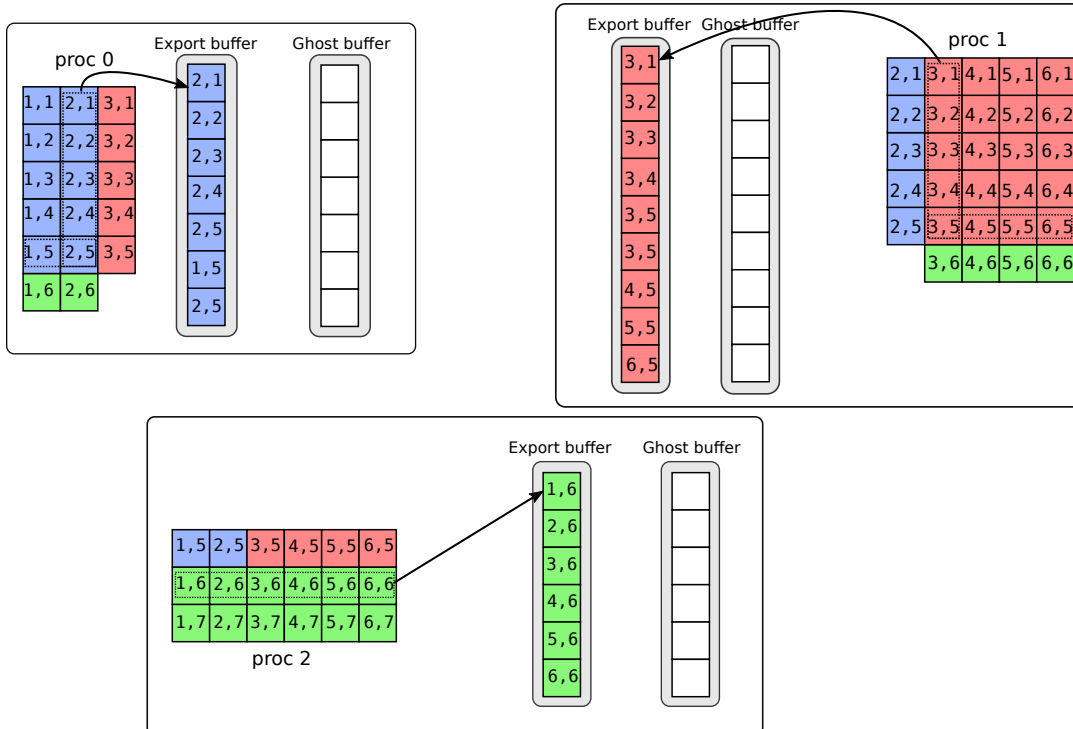 Export buffer
Ghost buffer
proc 0
1,1 2,1 3,1
1,2 2,2 3,2
1,3 2,3 3,3
1,4 2,4 3,4
1,5 2,5 3,5
1,6 2,6
2,1
2,2
2,3
2,4
2,5
1,5
2,5
Export buffer
Ghost buffer
proc 1
3,1
3,2
3,3
3,4
3,5
3,5
4,5
5,5
6,5
2,1 3,1 4,1 5,1 6,1
2,2 3,2 4,2 5,2 6,2
2,3 3,3 4,3 5,3 6,3
2,4 3,4 4,4 5,4 6,4
2,5 3,5 4,5 5,5 6,5
3,6 4,6 5,6 6,6
Export buffer
Ghost buffer
1,5 2,5 3,5 4,5 5,5 6,5
1,6 2,6 3,6 4,6 5,6 6,6
1,7 2,7 3,7 4,7 5,7 6,7
proc 2
1,6
2,6
3,6
4,6
5,6
6,6